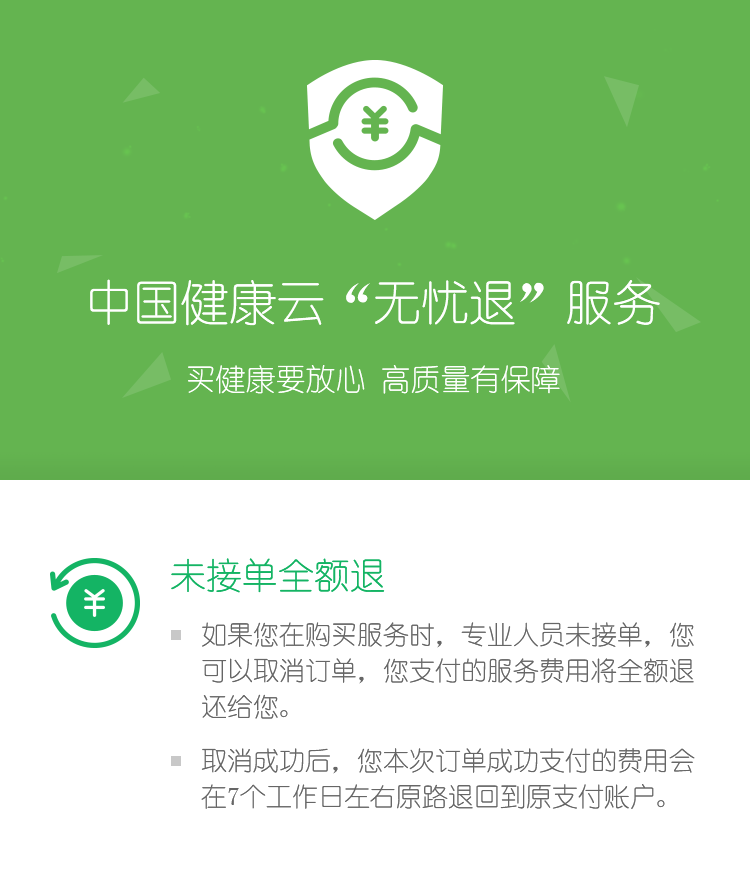 ¥
中国健康云“无忧退”服务
买健康要放心 高质量有保障
¥
未接单全额退
如果您在购买服务时，专业人员未接单，您
可以取消订单，您支付的服务费用将全额退
还给您。
取消成功后，您本次订单成功支付的费用会
在7个工作日左右原路退回到原支付账户。